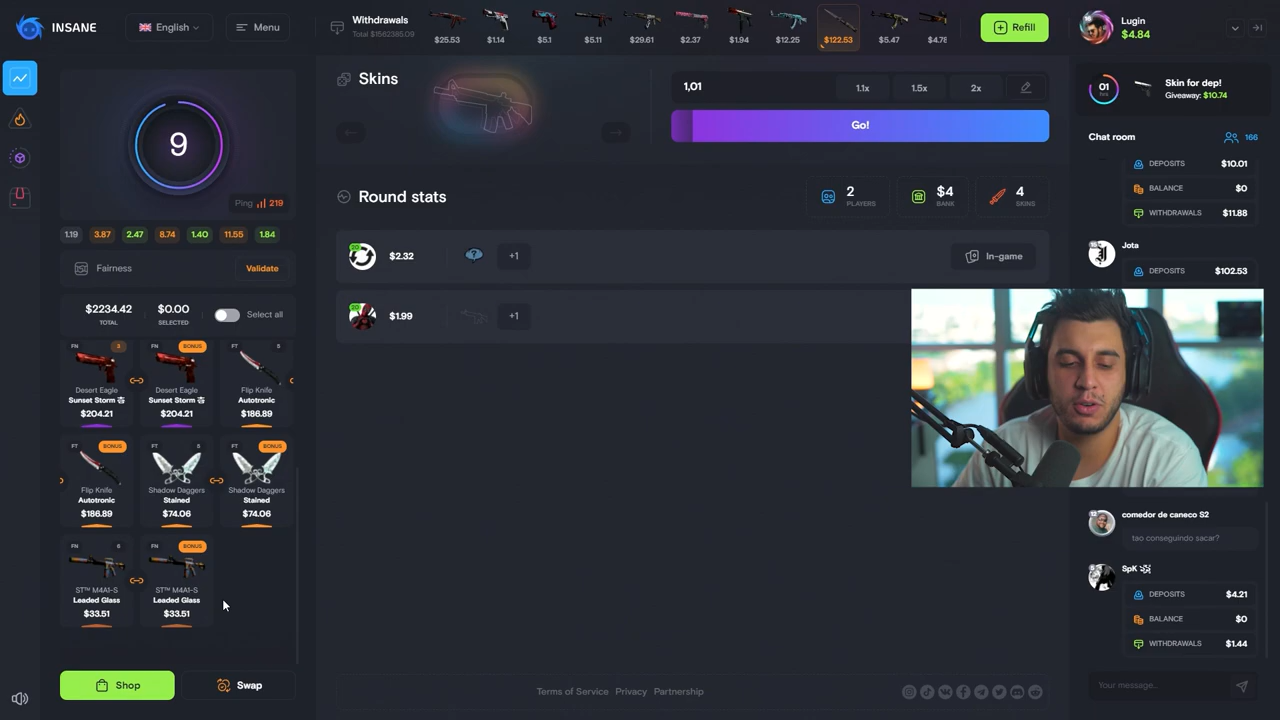 INSANE
English
Menu
Withdrawals
Total $1562385.09
$25.53
$1.14
$5.1
$5.11
$29.61
$2.37
$1.94
$12.25
$122.53
$5.47
$4.78
Refill
Lugin
$4.84
9
Ping 219
1.19 3.87 2.47 8.74 1.40 11.55 1.84
Fairness
Validate
$2234.42
TOTAL
$0.00
SELECTED
Select all
FN 3
Desert Eagle
Sunset Storm 壱
$204.21
FN BONUS
Desert Eagle
Sunset Storm 壱
$204.21
FT 5
Flip Knife
Autotronic
$186.89
FT BONUS
Flip Knife
Autotronic
$186.89
FT 5
Shadow Daggers
Stained
$74.06
FT BONUS
Shadow Daggers
Stained
$74.06
FN 6
ST™ M4A1-S
Leaded Glass
$33.51
FN BONUS
ST™ M4A1-S
Leaded Glass
$33.51
Shop
Swap
Skins
1,01
1.1x
1.5x
2x
Go!
Round stats
2
PLAYERS
$4
BANK
4
SKINS
20
$2.32
+1
In-game
$1.99
+1
Terms of Service Privacy Partnership
01
hrs
Skin for dep!
Giveaway: $10.74
Chat room
166
DEPOSITS $10.01
BALANCE $0
WITHDRAWALS $11.88
Jota
DEPOSITS $102.53
comedor de caneco S2
tao conseguindo sacar?
SpK
DEPOSITS $4.21
BALANCE $0
WITHDRAWALS $1.44
Your message..